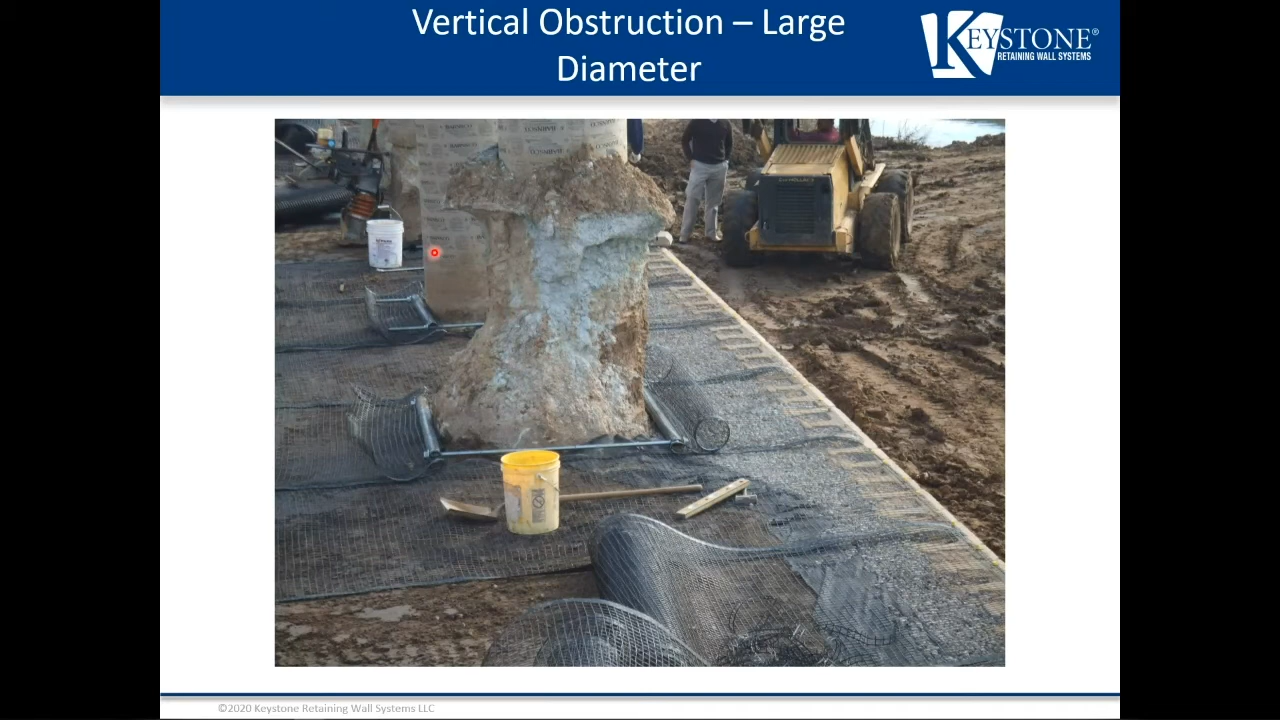 Vertical Obstruction – Large
Diameter
KEYSTONE®
RETAINING WALL SYSTEMS
©2020 Keystone Retaining Wall Systems LLC